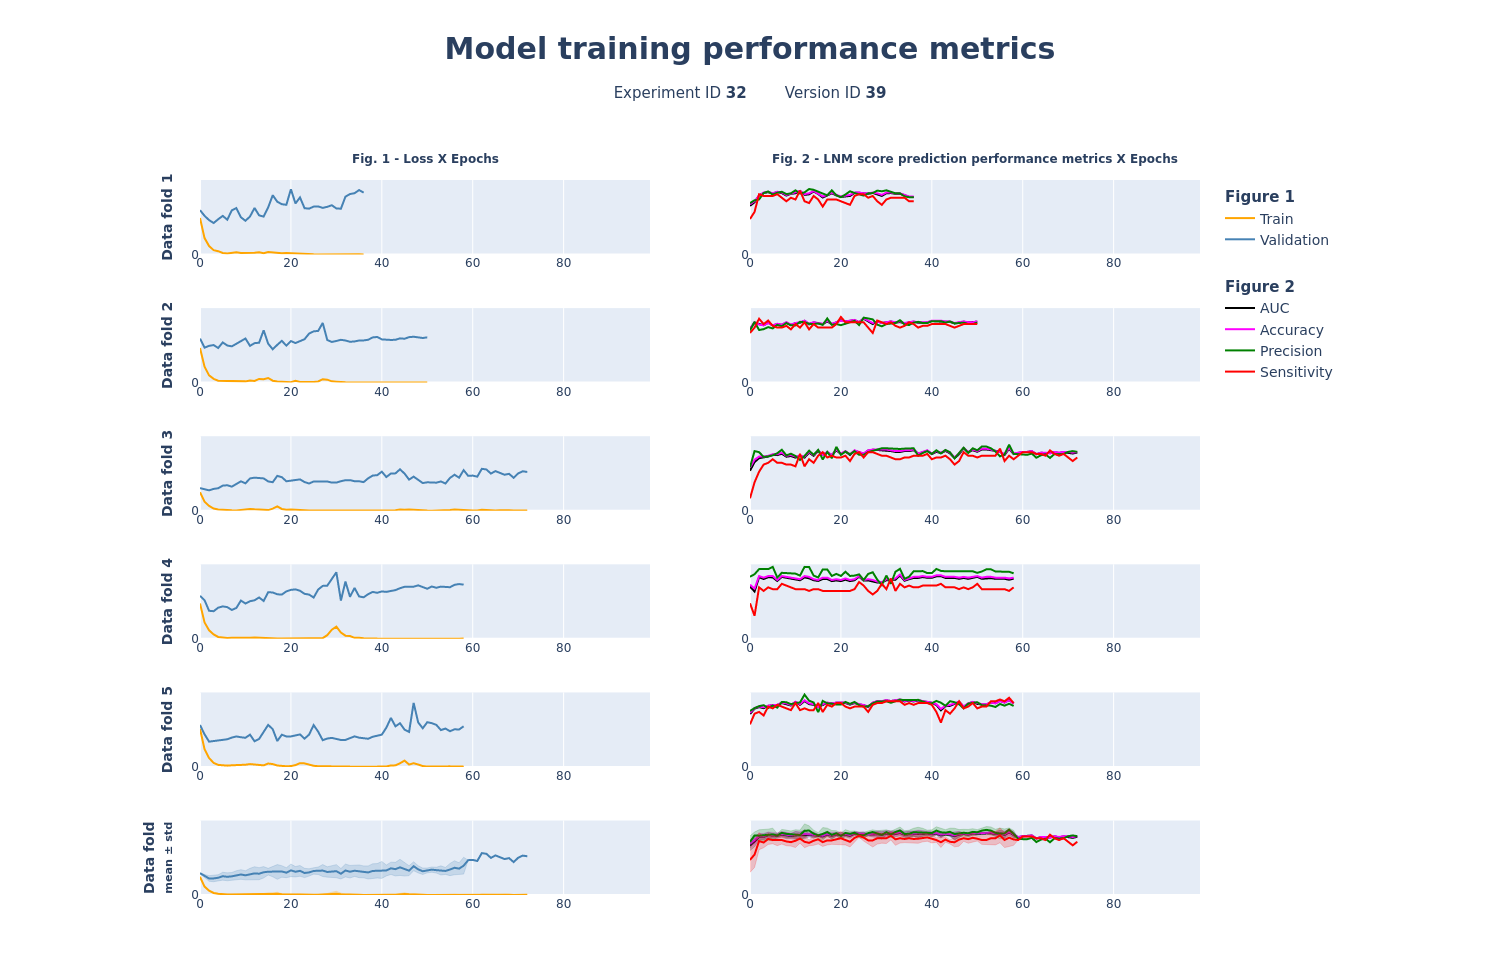 Model training performance metrics
Experiment ID 32 Version ID 39
Fig. 1 - Loss X Epochs
Fig. 2 - LNM score prediction performance metrics X Epochs
Data fold 1
0
0 20 40 60 80
0
0 20 40 60 80
Figure 1
Train
Validation
Figure 2
AUC
Accuracy
Precision
Sensitivity
Data fold 2
0
0 20 40 60 80
0
0 20 40 60 80
Data fold 3
0
0 20 40 60 80
0
0 20 40 60 80
Data fold 4
0
0 20 40 60 80
0
0 20 40 60 80
Data fold 5
0
0 20 40 60 80
0
0 20 40 60 80
Data fold
mean ± std
0
0 20 40 60 80
0
0 20 40 60 80